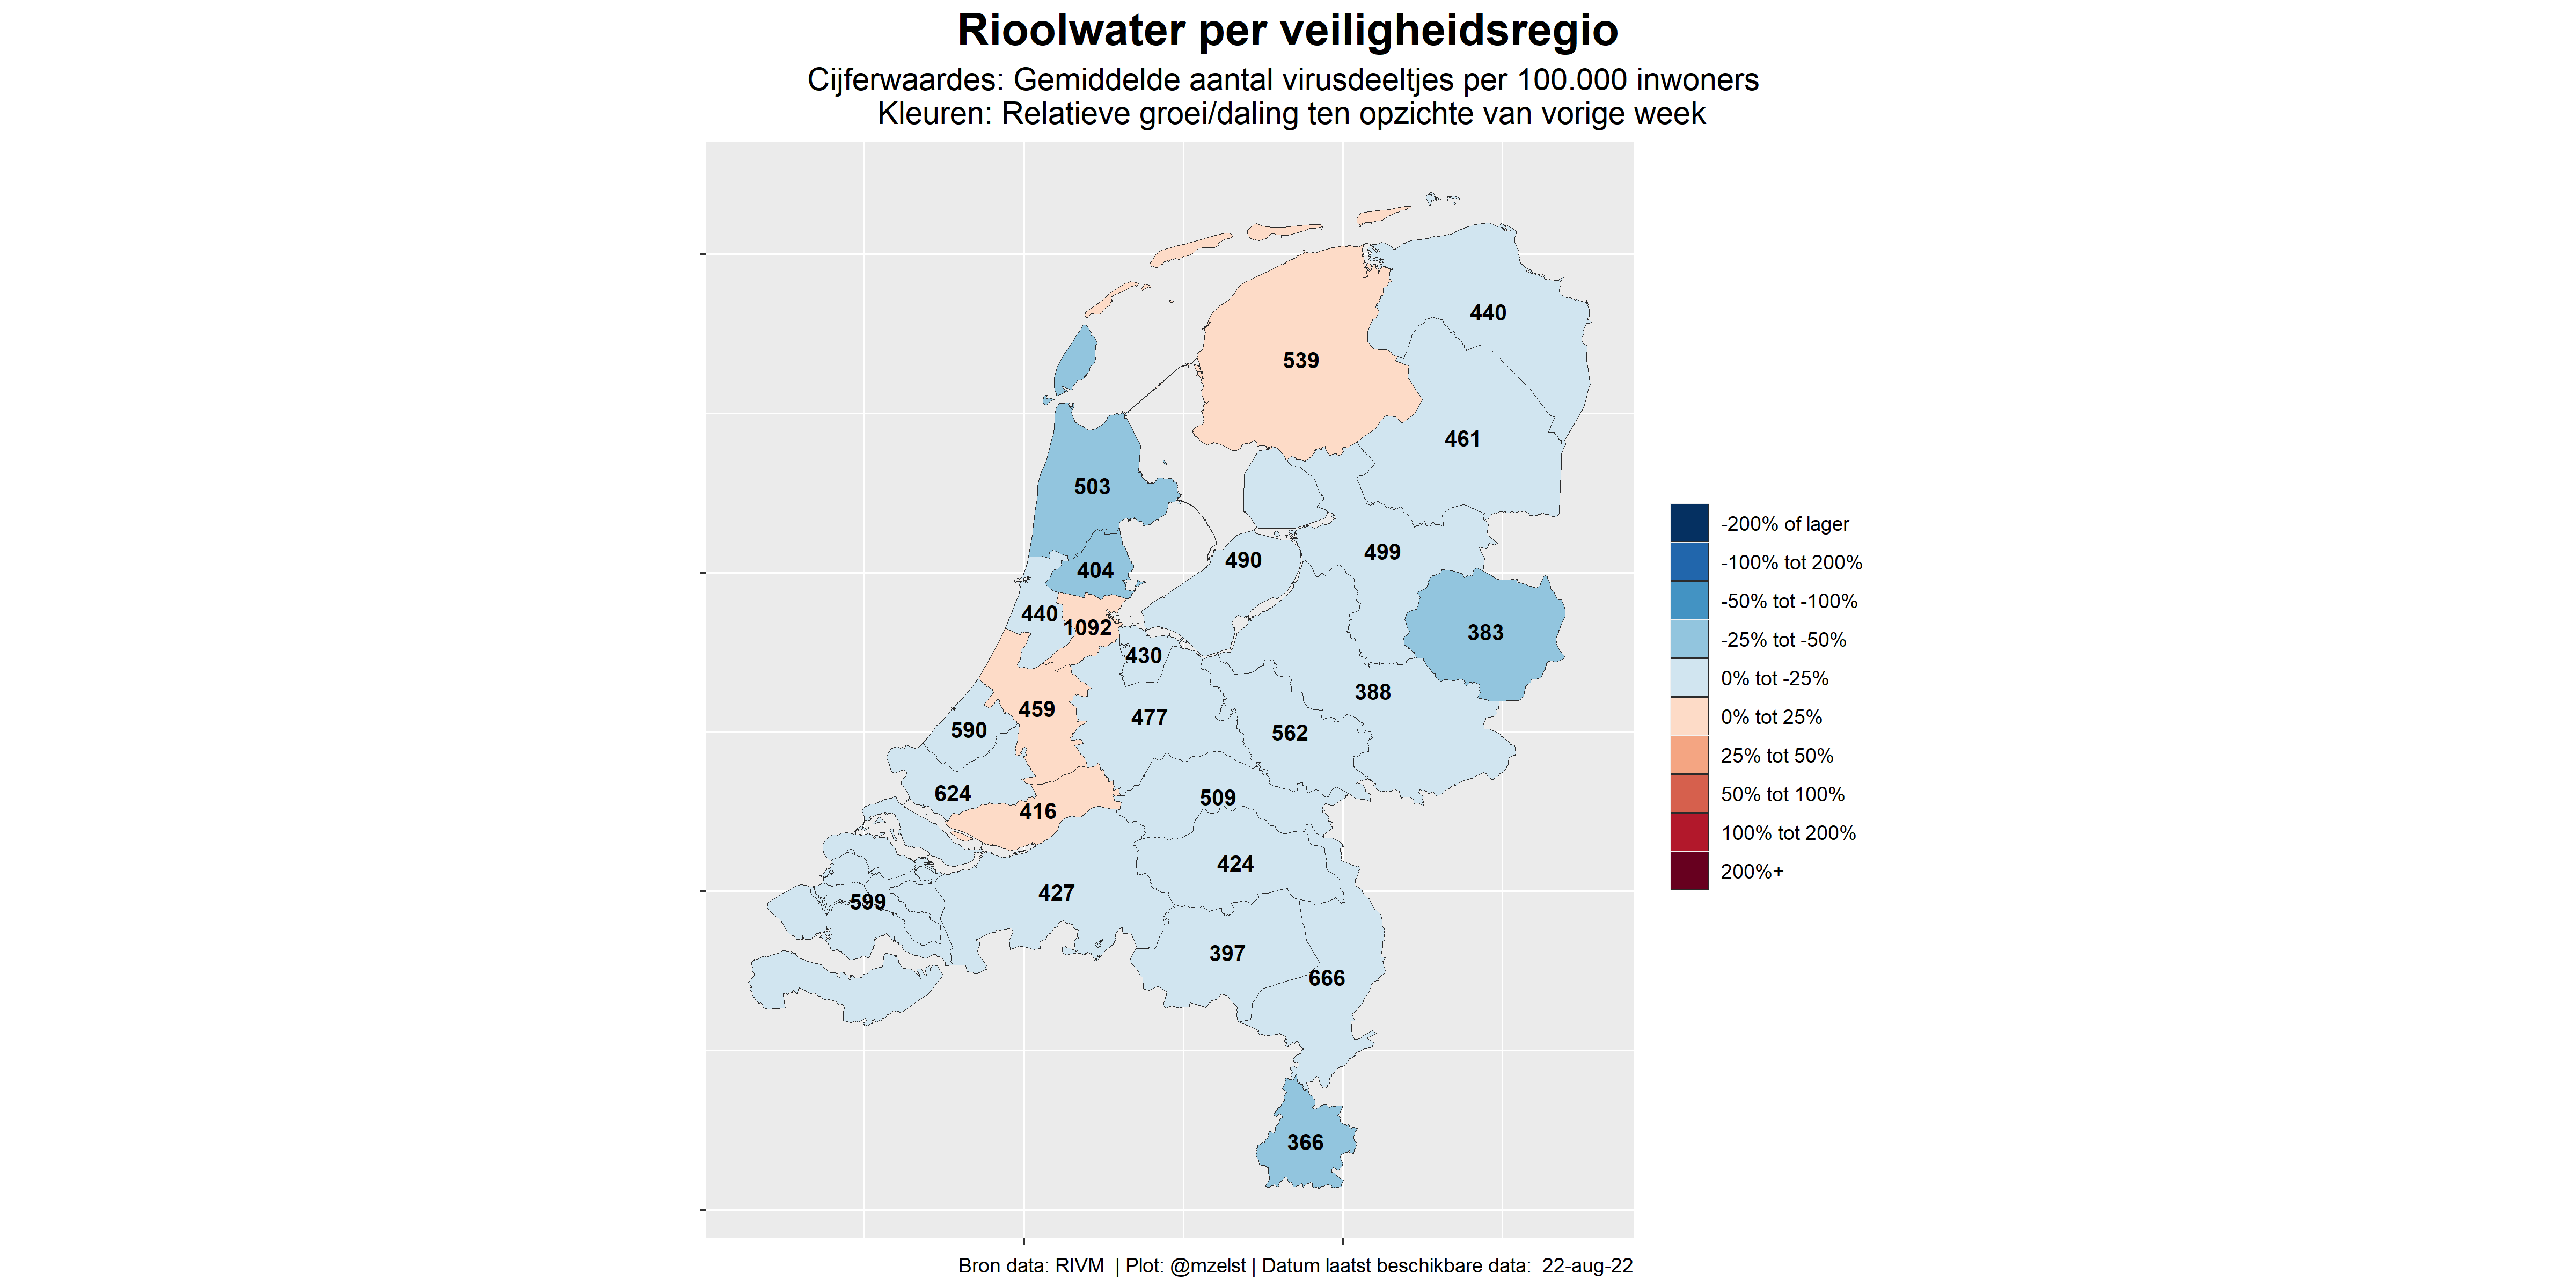 Rioolwater per veiligheidsregio
Cijferwaardes: Gemiddelde aantal virusdeeltjes per 100.000 inwoners
Kleuren: Relatieve groei/daling ten opzichte van vorige week
440
539
461
503
499
490
404
440
1092
383
430
388
459
477
590
562
624
509
416
424
427
599
397
666
366
-200% of lager
-100% tot 200%
-50% tot -100%
-25% tot -50%
0% tot -25%
0% tot 25%
25% tot 50%
50% tot 100%
100% tot 200%
200%+
Bron data: RIVM | Plot: @mzelst | Datum laatst beschikbare data: 22-aug-22